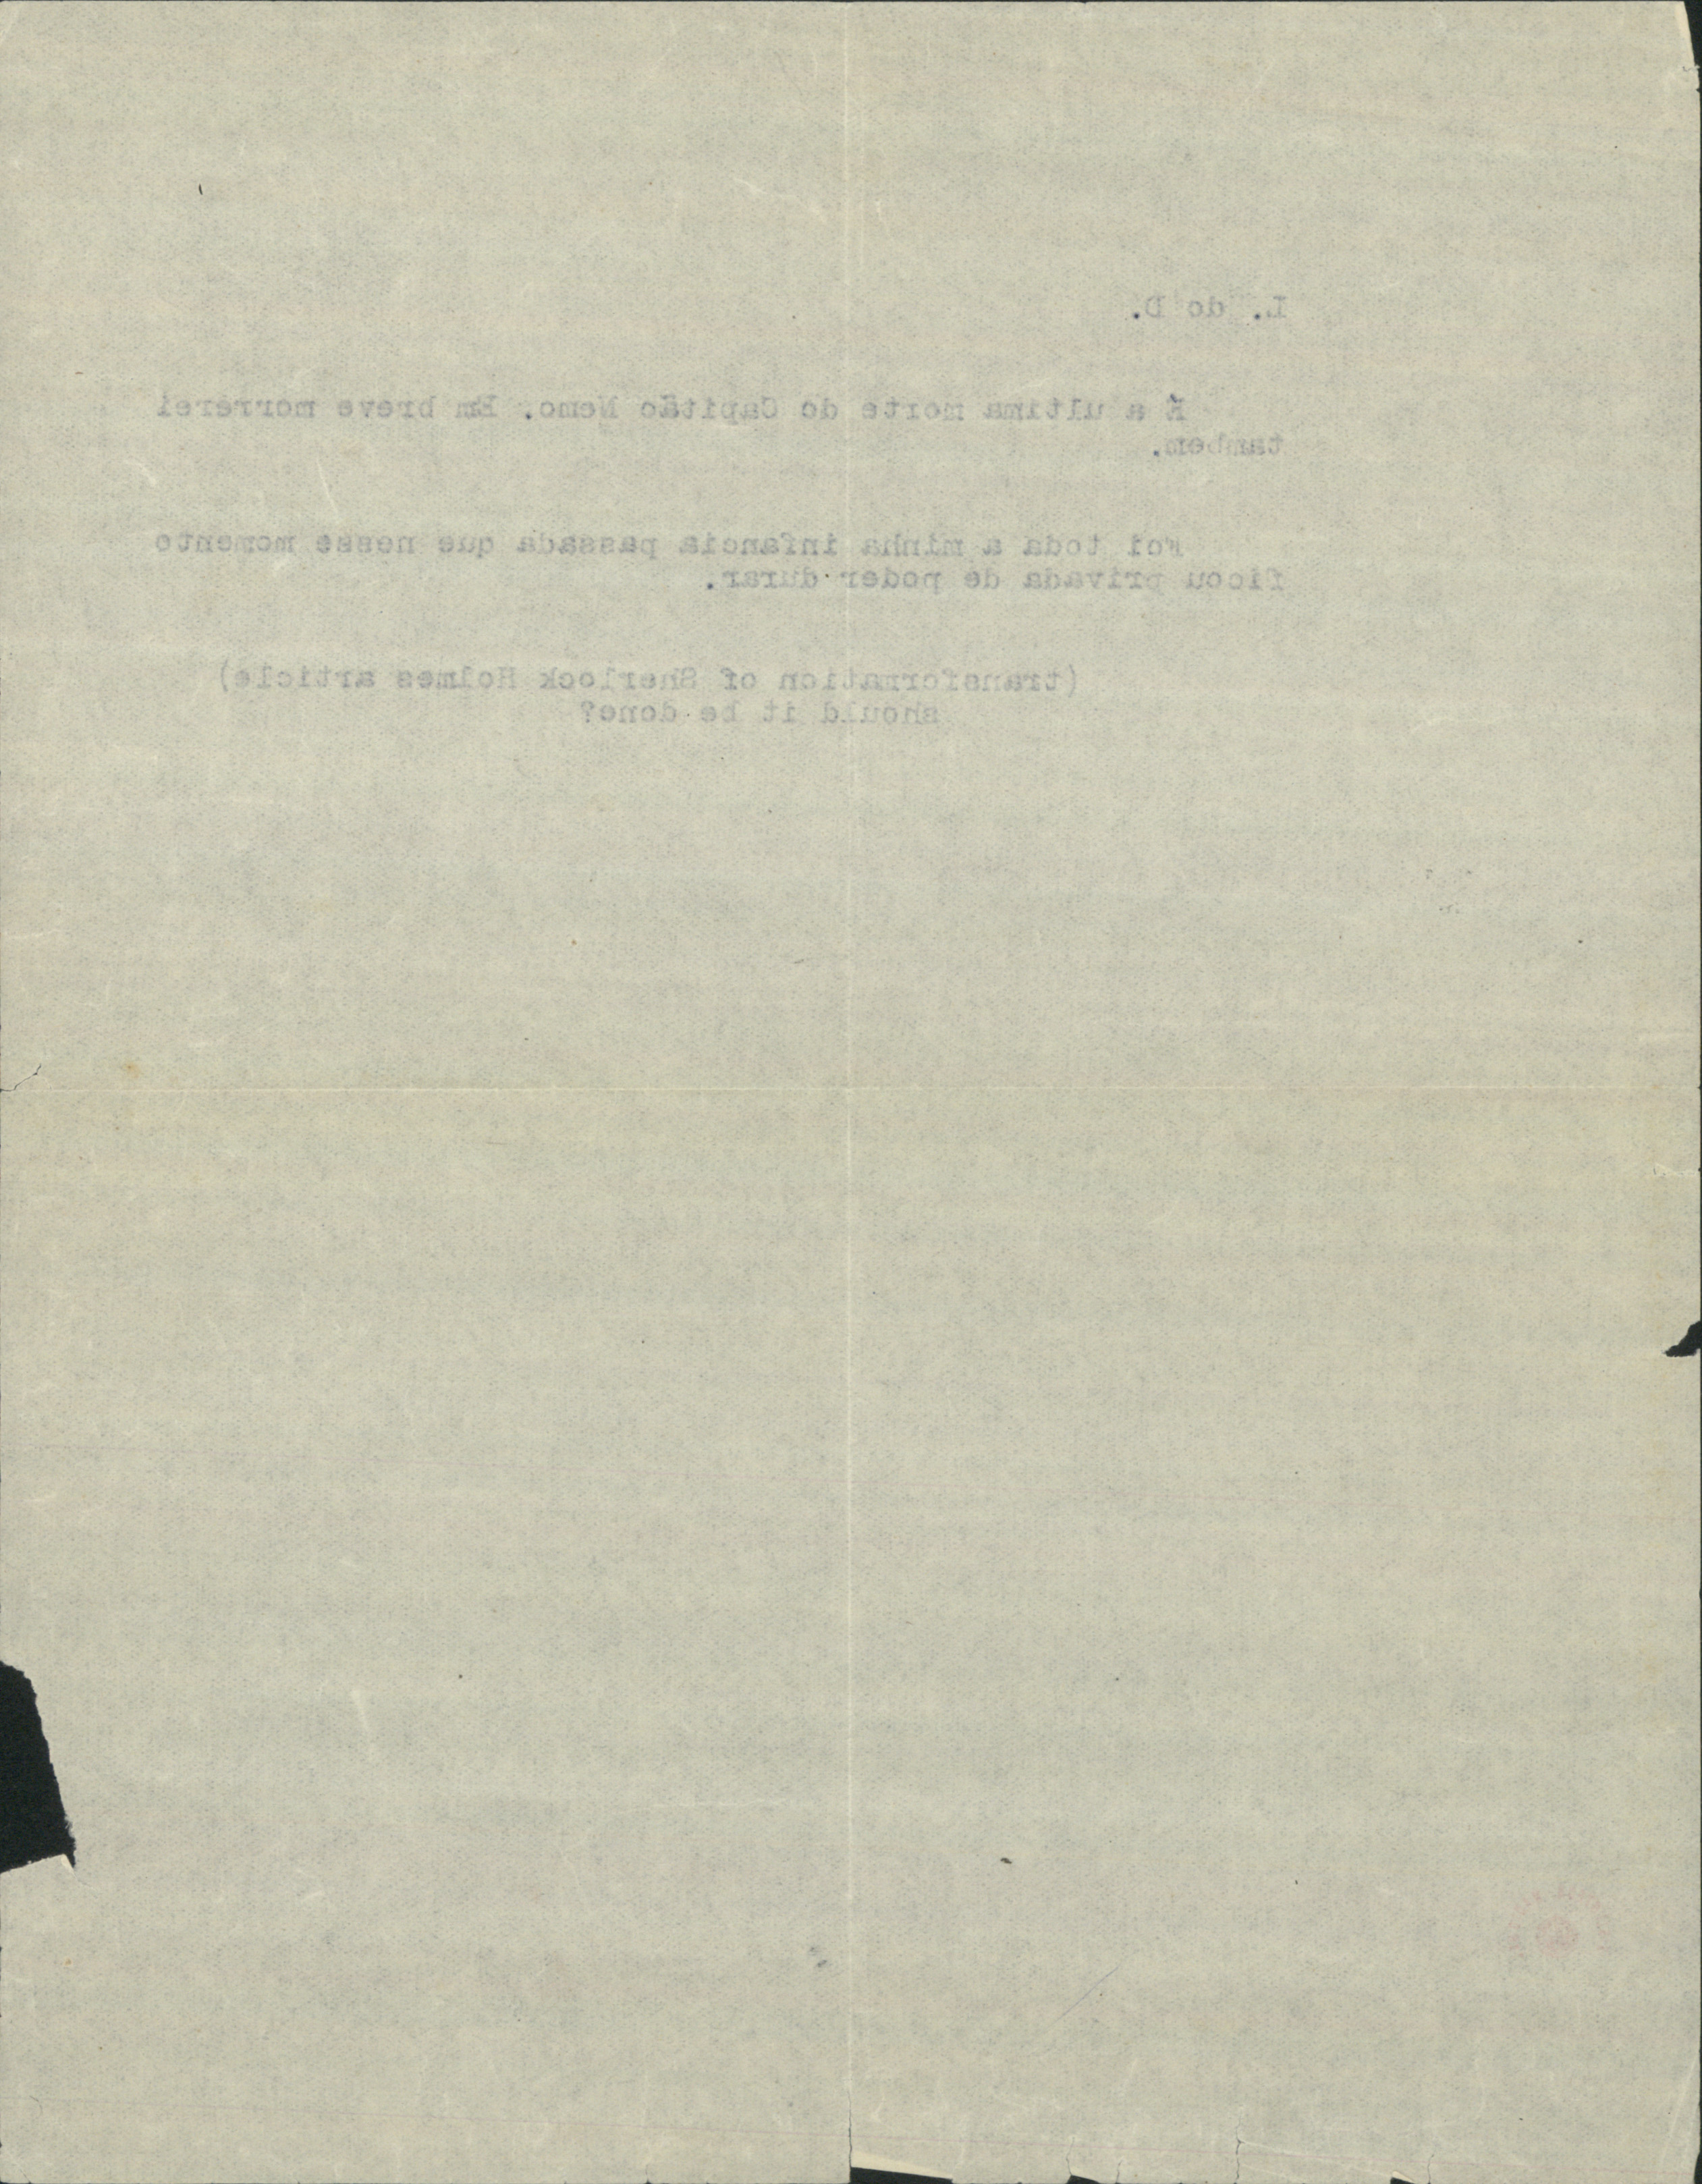 L. do D.
É a ultima morte do Capitão Nemo. Em breve morrerei
tambem.
Foi toda a minha infancia passada que nesse momento
ficou privada de poder durar.
(transformation of Sherlock Holmes article)
should it be done?